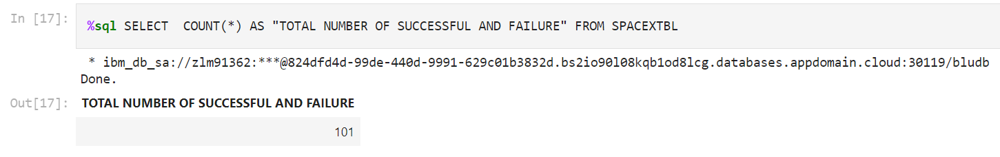 In [17]: %sql SELECT  COUNT(*) AS "TOTAL NUMBER OF SUCCESSFUL AND FAILURE" FROM SPACEXTBL
* ibm_db_sa://zlm91362:***@824dfd4d-99de-440d-9991-629c01b3832d.bs2io90l08kqb1od8lcg.databases.appdomain.cloud:30119/bludb
Done.
Out[17]: TOTAL NUMBER OF SUCCESSFUL AND FAILURE
101